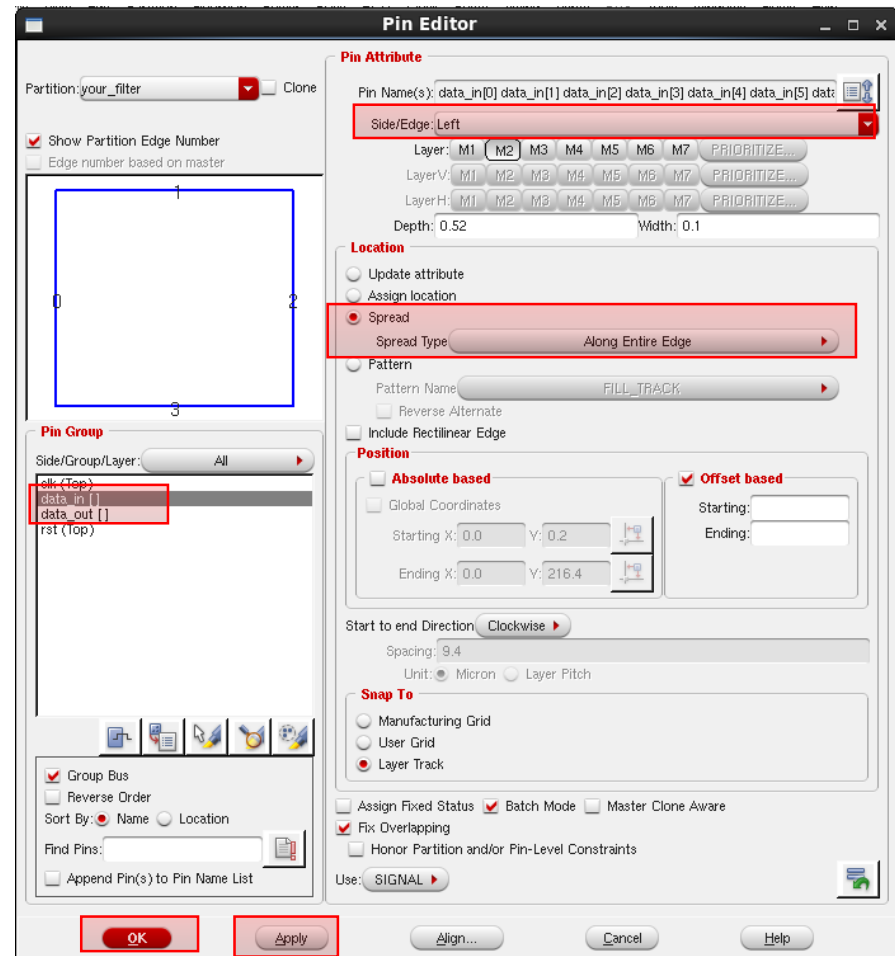 Pin Editor
Partition: your_filter Clone
Show Partition Edge Number
Edge number based on master
1
0 2
3
Pin Group
Side/Group/Layer: All
clk (Top)
data_in []
data_out []
rst (Top)
Group Bus
Reverse Order
Sort By: Name Location
Find Pins:
Append Pin(s) to Pin Name List
Pin Attribute
Pin Name(s): data_in[0] data_in[1] data_in[2] data_in[3] data_in[4] data_in[5] data
Side/Edge: Left
Layer: M1 M2 M3 M4 M5 M6 M7 PRIORITIZE...
LayerV: M1 M2 M3 M4 M5 M6 M7 PRIORITIZE...
LayerH: M1 M2 M3 M4 M5 M6 M7 PRIORITIZE...
Depth: 0.52 Width: 0.1
Location
Update attribute
Assign location
Spread
Spread Type Along Entire Edge
Pattern
Pattern Name FILL_TRACK
Reverse Alternate
Include Rectilinear Edge
Position
Absolute based
Global Coordinates
Starting X: 0.0 Y: 0.2
Ending X: 0.0 Y: 216.4
Offset based
Starting:
Ending:
Start to end Direction Clockwise
Spacing: 9.4
Unit: Micron Layer Pitch
Snap To
Manufacturing Grid
User Grid
Layer Track
Assign Fixed Status Batch Mode Master Clone Aware
Fix Overlapping
Honor Partition and/or Pin-Level Constraints
Use: SIGNAL
OK Apply Align... Cancel Help